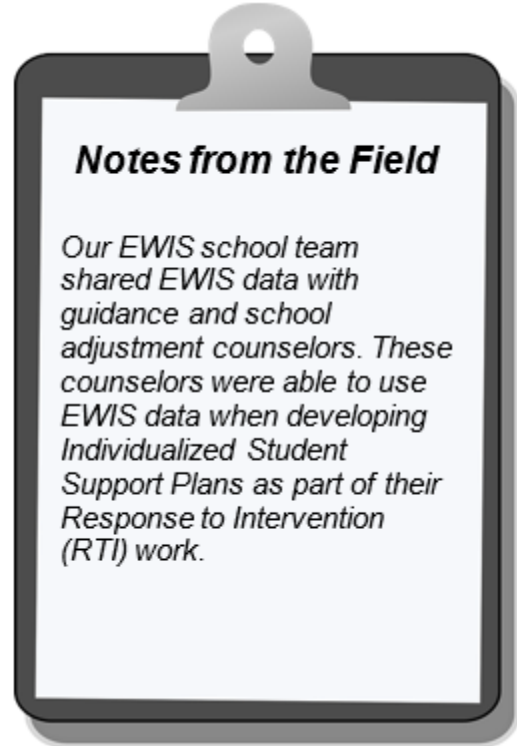 Notes from the Field
Our EWIS school team
shared EWIS data with
guidance and school
adjustment counselors. These
counselors were able to use
EWIS data when developing
Individualized Student
Support Plans as part of their
Response to Intervention
(RTI) work.